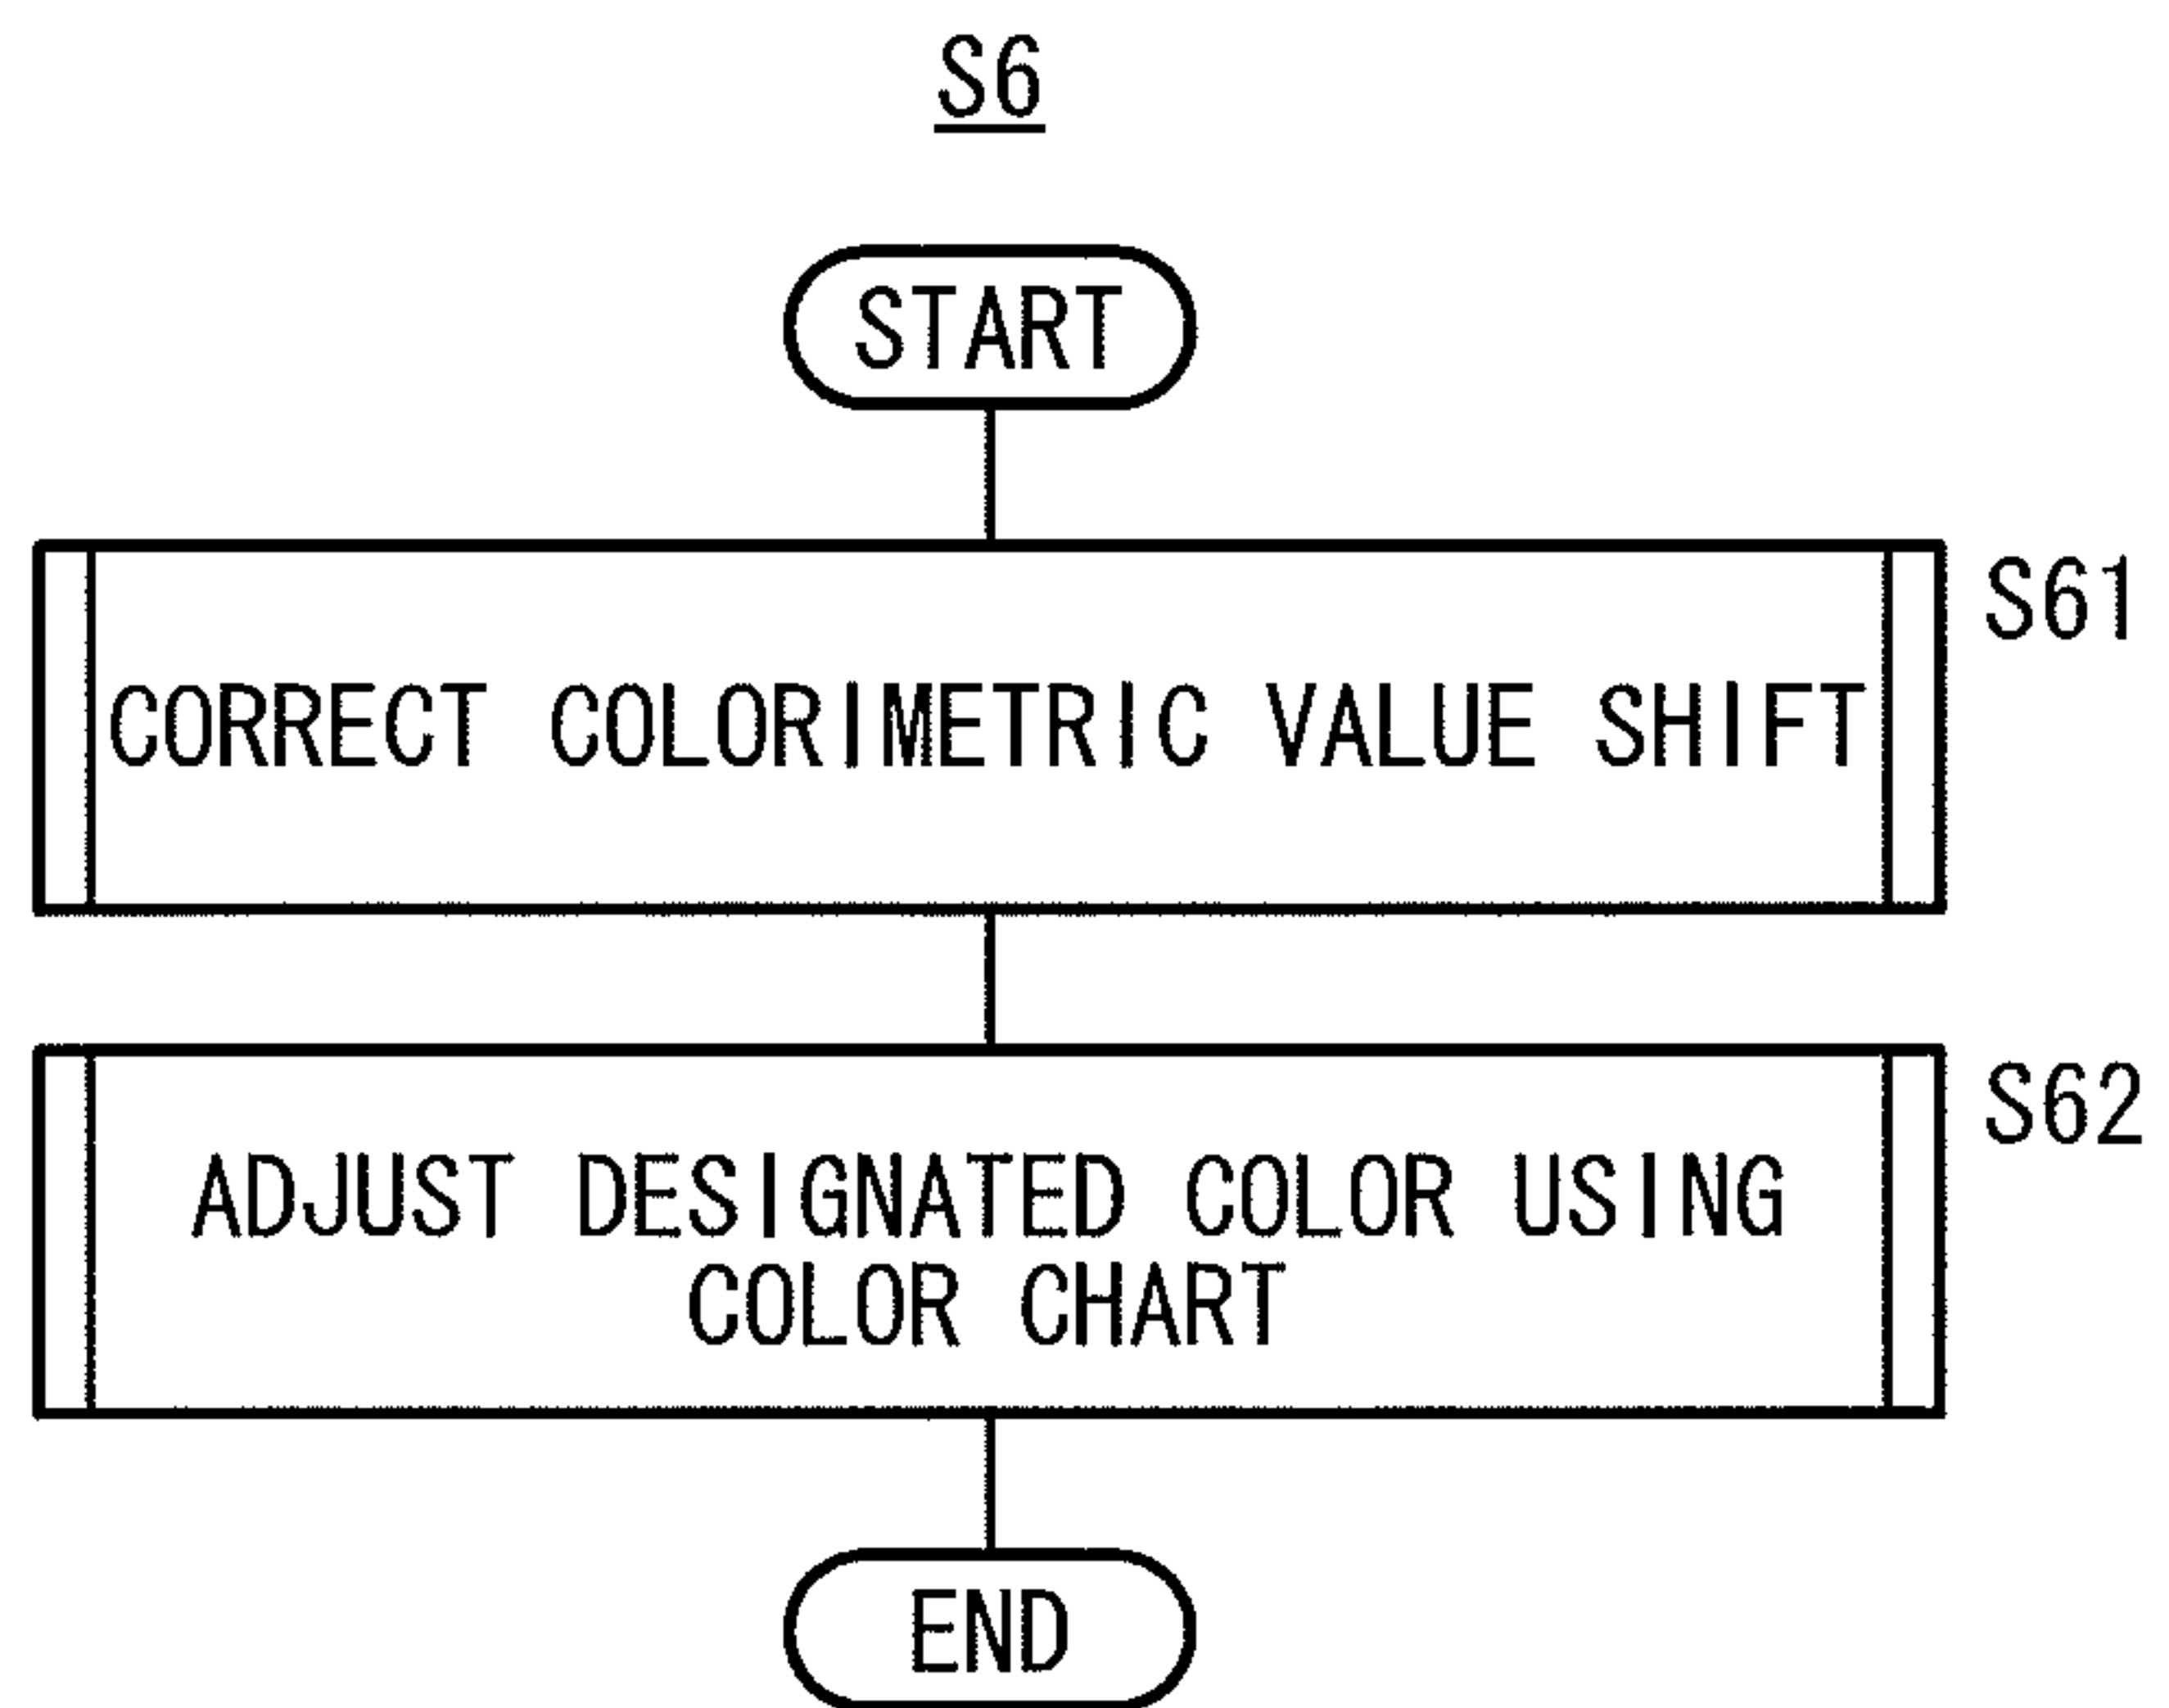 S6
START
S61
CORRECT COLORIMETRIC VALUE SHIFT
S62
ADJUST DESIGNATED COLOR USING
COLOR CHART
END